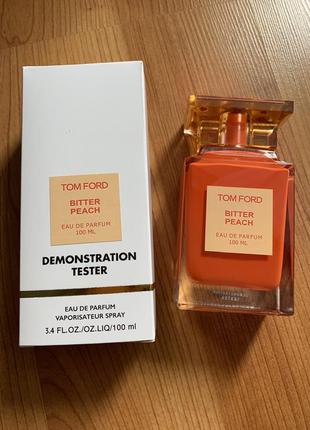 TOM FORD
BITTER
PEACH
EAU DE PARFUM
100 ML
DEMONSTRATION
TESTER
EAU DE PARFUM
VAPORISATEUR SPRAY
3.4 FL.OZ./OZ.LIQ/100 ml
TOM FORD
BITTER
PEACH
EAU DE PARFUM
100 ML